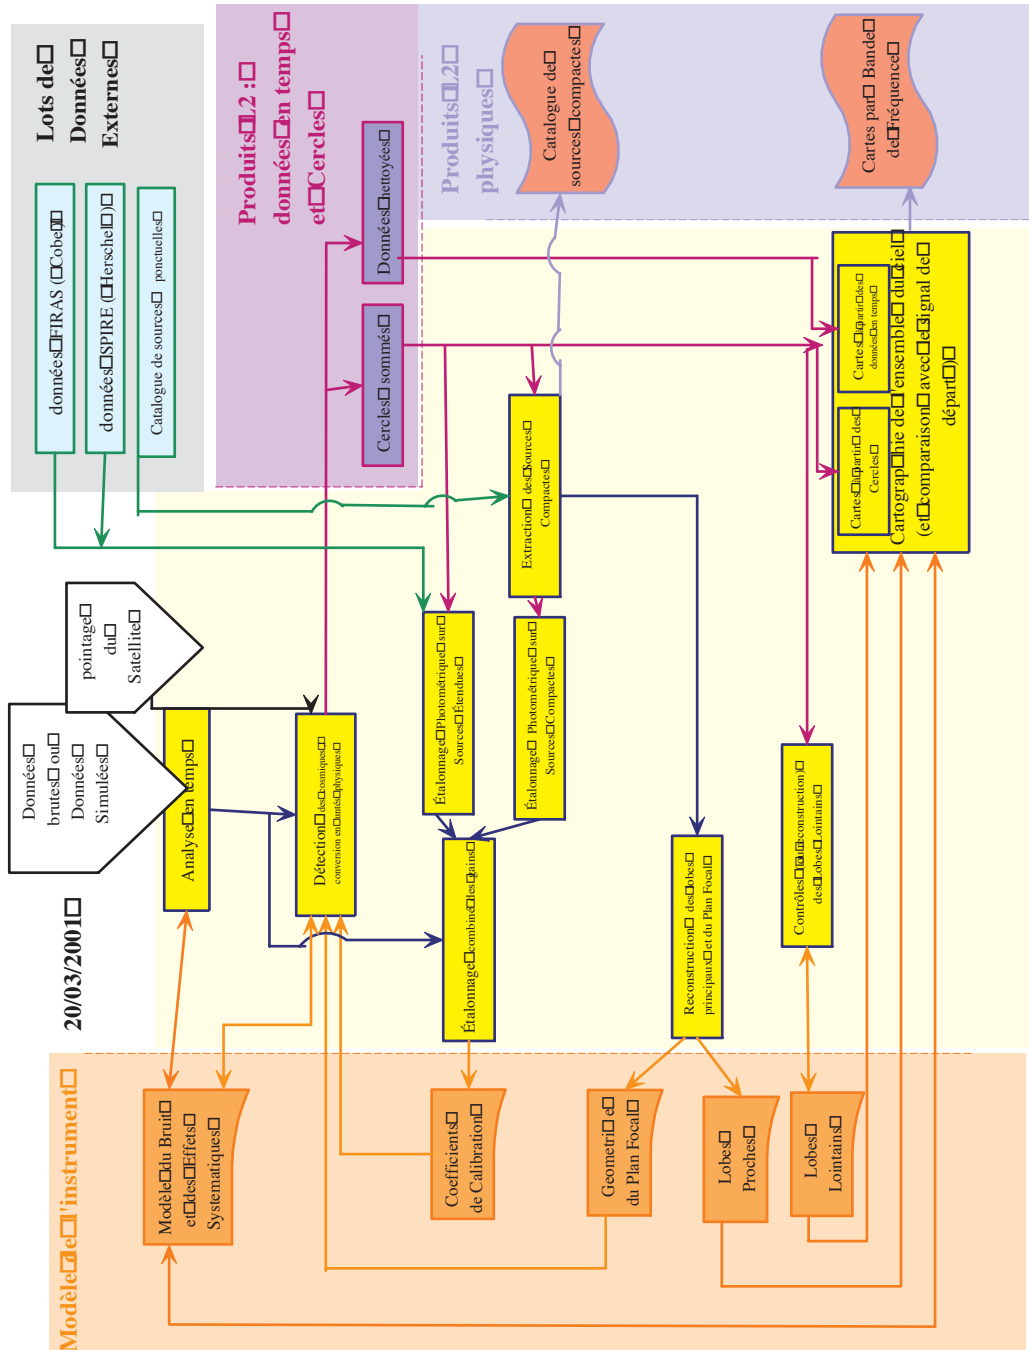 Lots de
Données
Externes
données FIRAS (Cobe)
données SPIRE (Herschel)
Catalogue de sources ponctuelles
Produits L2 :
données en temps
et Cercles
Données nettoyées
Cercles sommés
Produits L2
physiques
Catalogue de
sources compactes
Cartes par Bande
de Fréquence
pointage
du
Satellite
Données
brutes ou
Données
Simulées
20/03/2001
Analyse en temps
Détection des cosmiques,
conversion en unités physiques
Étalonnage Photométrique sur
Sources Étendues
Extraction des Sources
Compactes
Étalonnage Photométrique sur
Sources Compactes
Étalonnage combiné des gains
Reconstruction des lobes
principaux et du Plan Focal
Contrôles (ou reconstruction)
des Lobes Lointains
Cartes à partir des
données en temps
Cartes à partir des
Cercles
Cartographie de l'ensemble du ciel
(et comparaison avec le signal de
départ)
Modèle de l'instrument
Modèle du Bruit
et des Effets
Systematiques
Coefficients
de Calibration
Geometrie
du Plan Focal
Lobes
Proches
Lobes
Lointains